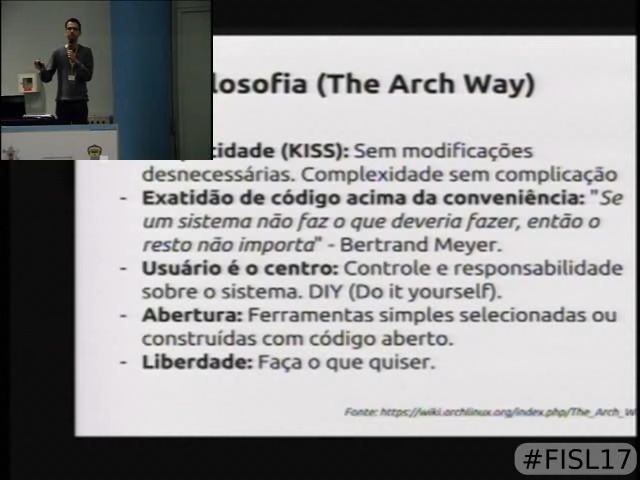 losofia (The Arch Way)
cidade (KISS): Sem modificações
desnecessárias. Complexidade sem complicação
- Exatidão de código acima da conveniência: "Se
um sistema não faz o que deveria fazer, então o
resto não importa" - Bertrand Meyer.
- Usuário é o centro: Controle e responsabilidade
sobre o sistema. DIY (Do it yourself).
- Abertura: Ferramentas simples selecionadas ou
construídas com código aberto.
- Liberdade: Faça o que quiser.
Fonte: https://wiki.archlinux.org/index.php/The_Arch_W
#FISL17